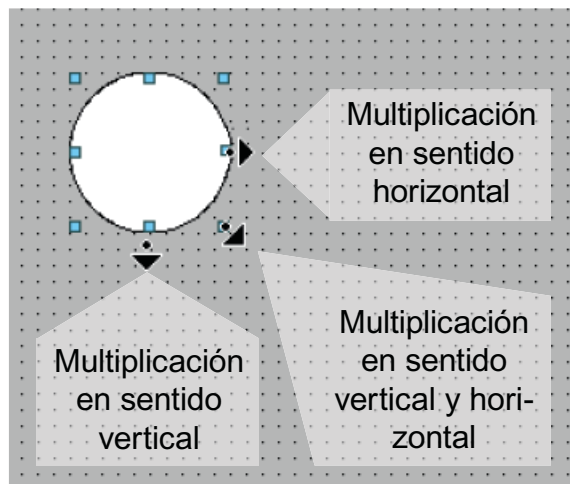 Multiplicación
en sentido
horizontal
Multiplicación
en sentido
vertical
Multiplicación
en sentido
vertical y hori-
zontal